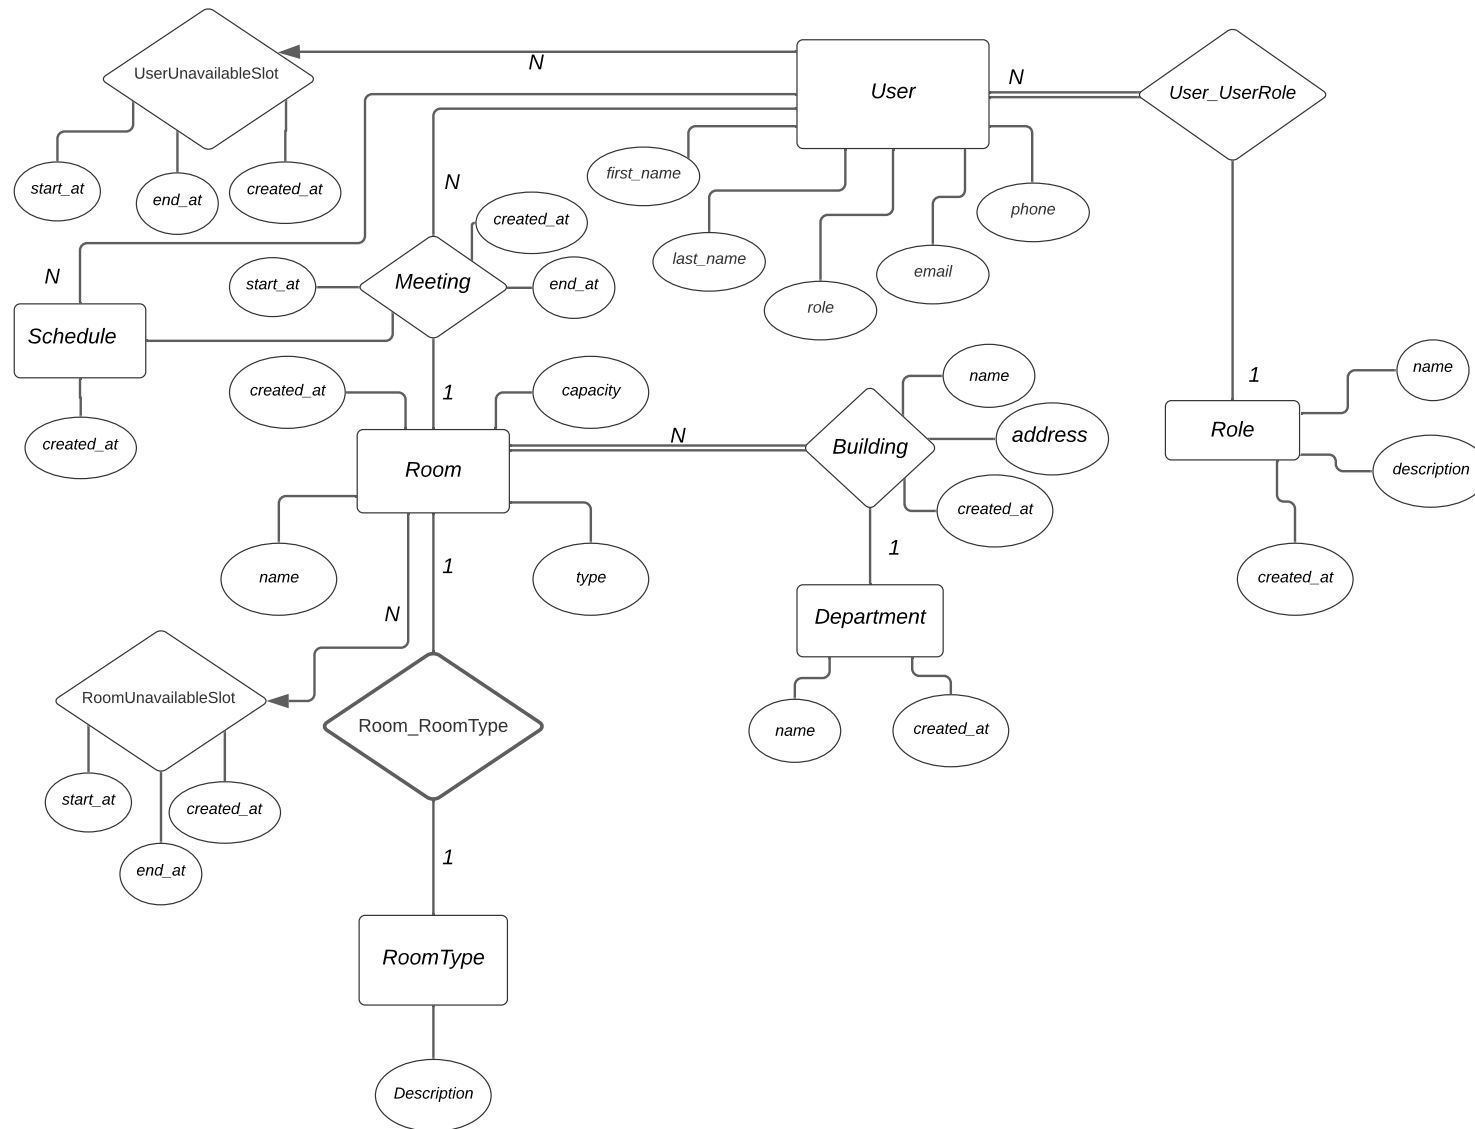 UserUnavailableSlot
N
User
N
User_UserRole
start_at
end_at
created_at
first_name
last_name
role
email
phone
N
created_at
start_at
Meeting
end_at
N
Schedule
created_at
1
created_at
capacity
Room
name
type
N
Building
name
address
created_at
1
Department
name
created_at
1
Role
name
description
created_at
1
N
RoomUnavailableSlot
start_at
end_at
created_at
Room_RoomType
1
RoomType
Description